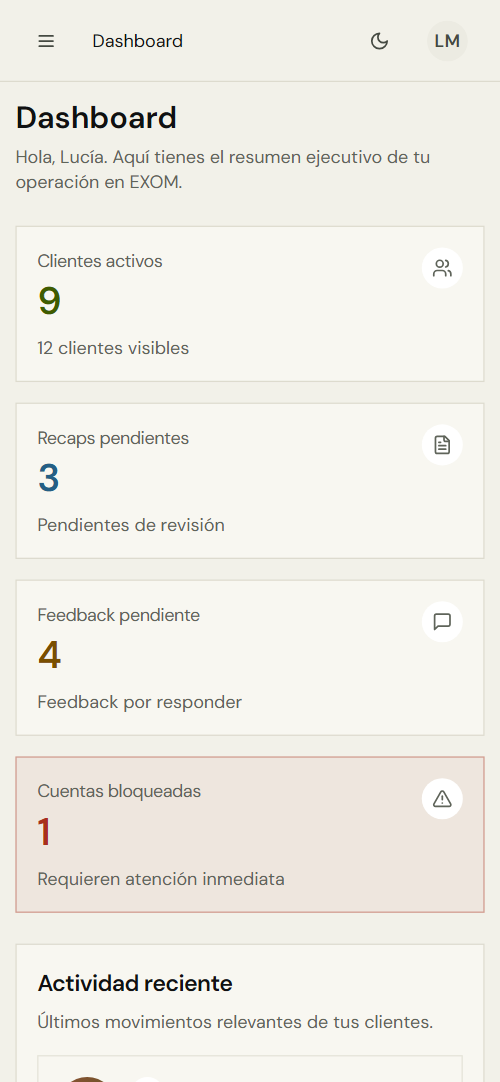 Dashboard
LM
Dashboard
Hola, Lucía. Aquí tienes el resumen ejecutivo de tu
operación en EXOM.
Clientes activos
9
12 clientes visibles
Recaps pendientes
3
Pendientes de revisión
Feedback pendiente
4
Feedback por responder
Cuentas bloqueadas
1
Requieren atención inmediata
Actividad reciente
Últimos movimientos relevantes de tus clientes.